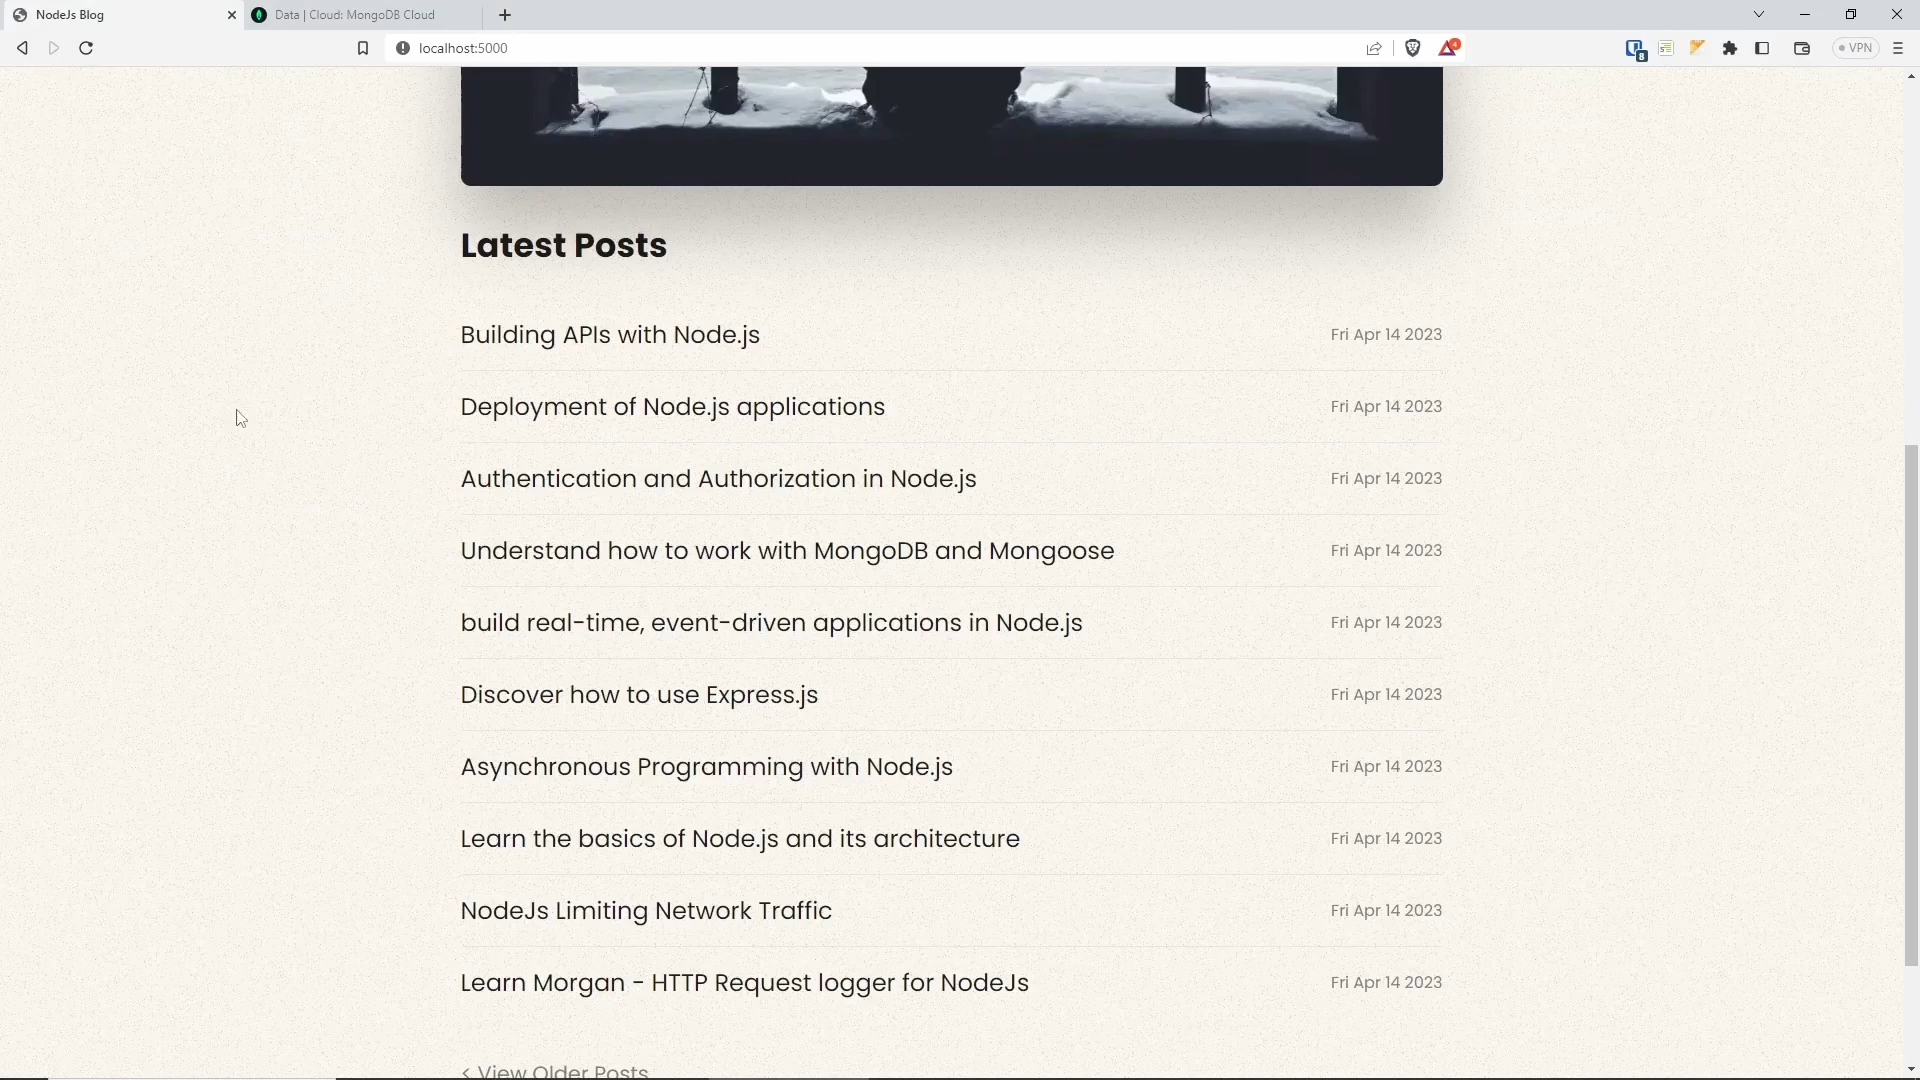 NodeJs Blog
Data | Cloud: MongoDB Cloud
localhost:5000
4
8
VPN
Latest Posts
Building APIs with Node.js Fri Apr 14 2023
Deployment of Node.js applications Fri Apr 14 2023
Authentication and Authorization in Node.js Fri Apr 14 2023
Understand how to work with MongoDB and Mongoose Fri Apr 14 2023
build real-time, event-driven applications in Node.js Fri Apr 14 2023
Discover how to use Express.js Fri Apr 14 2023
Asynchronous Programming with Node.js Fri Apr 14 2023
Learn the basics of Node.js and its architecture Fri Apr 14 2023
NodeJs Limiting Network Traffic Fri Apr 14 2023
Learn Morgan - HTTP Request logger for NodeJs Fri Apr 14 2023
< View Older Posts